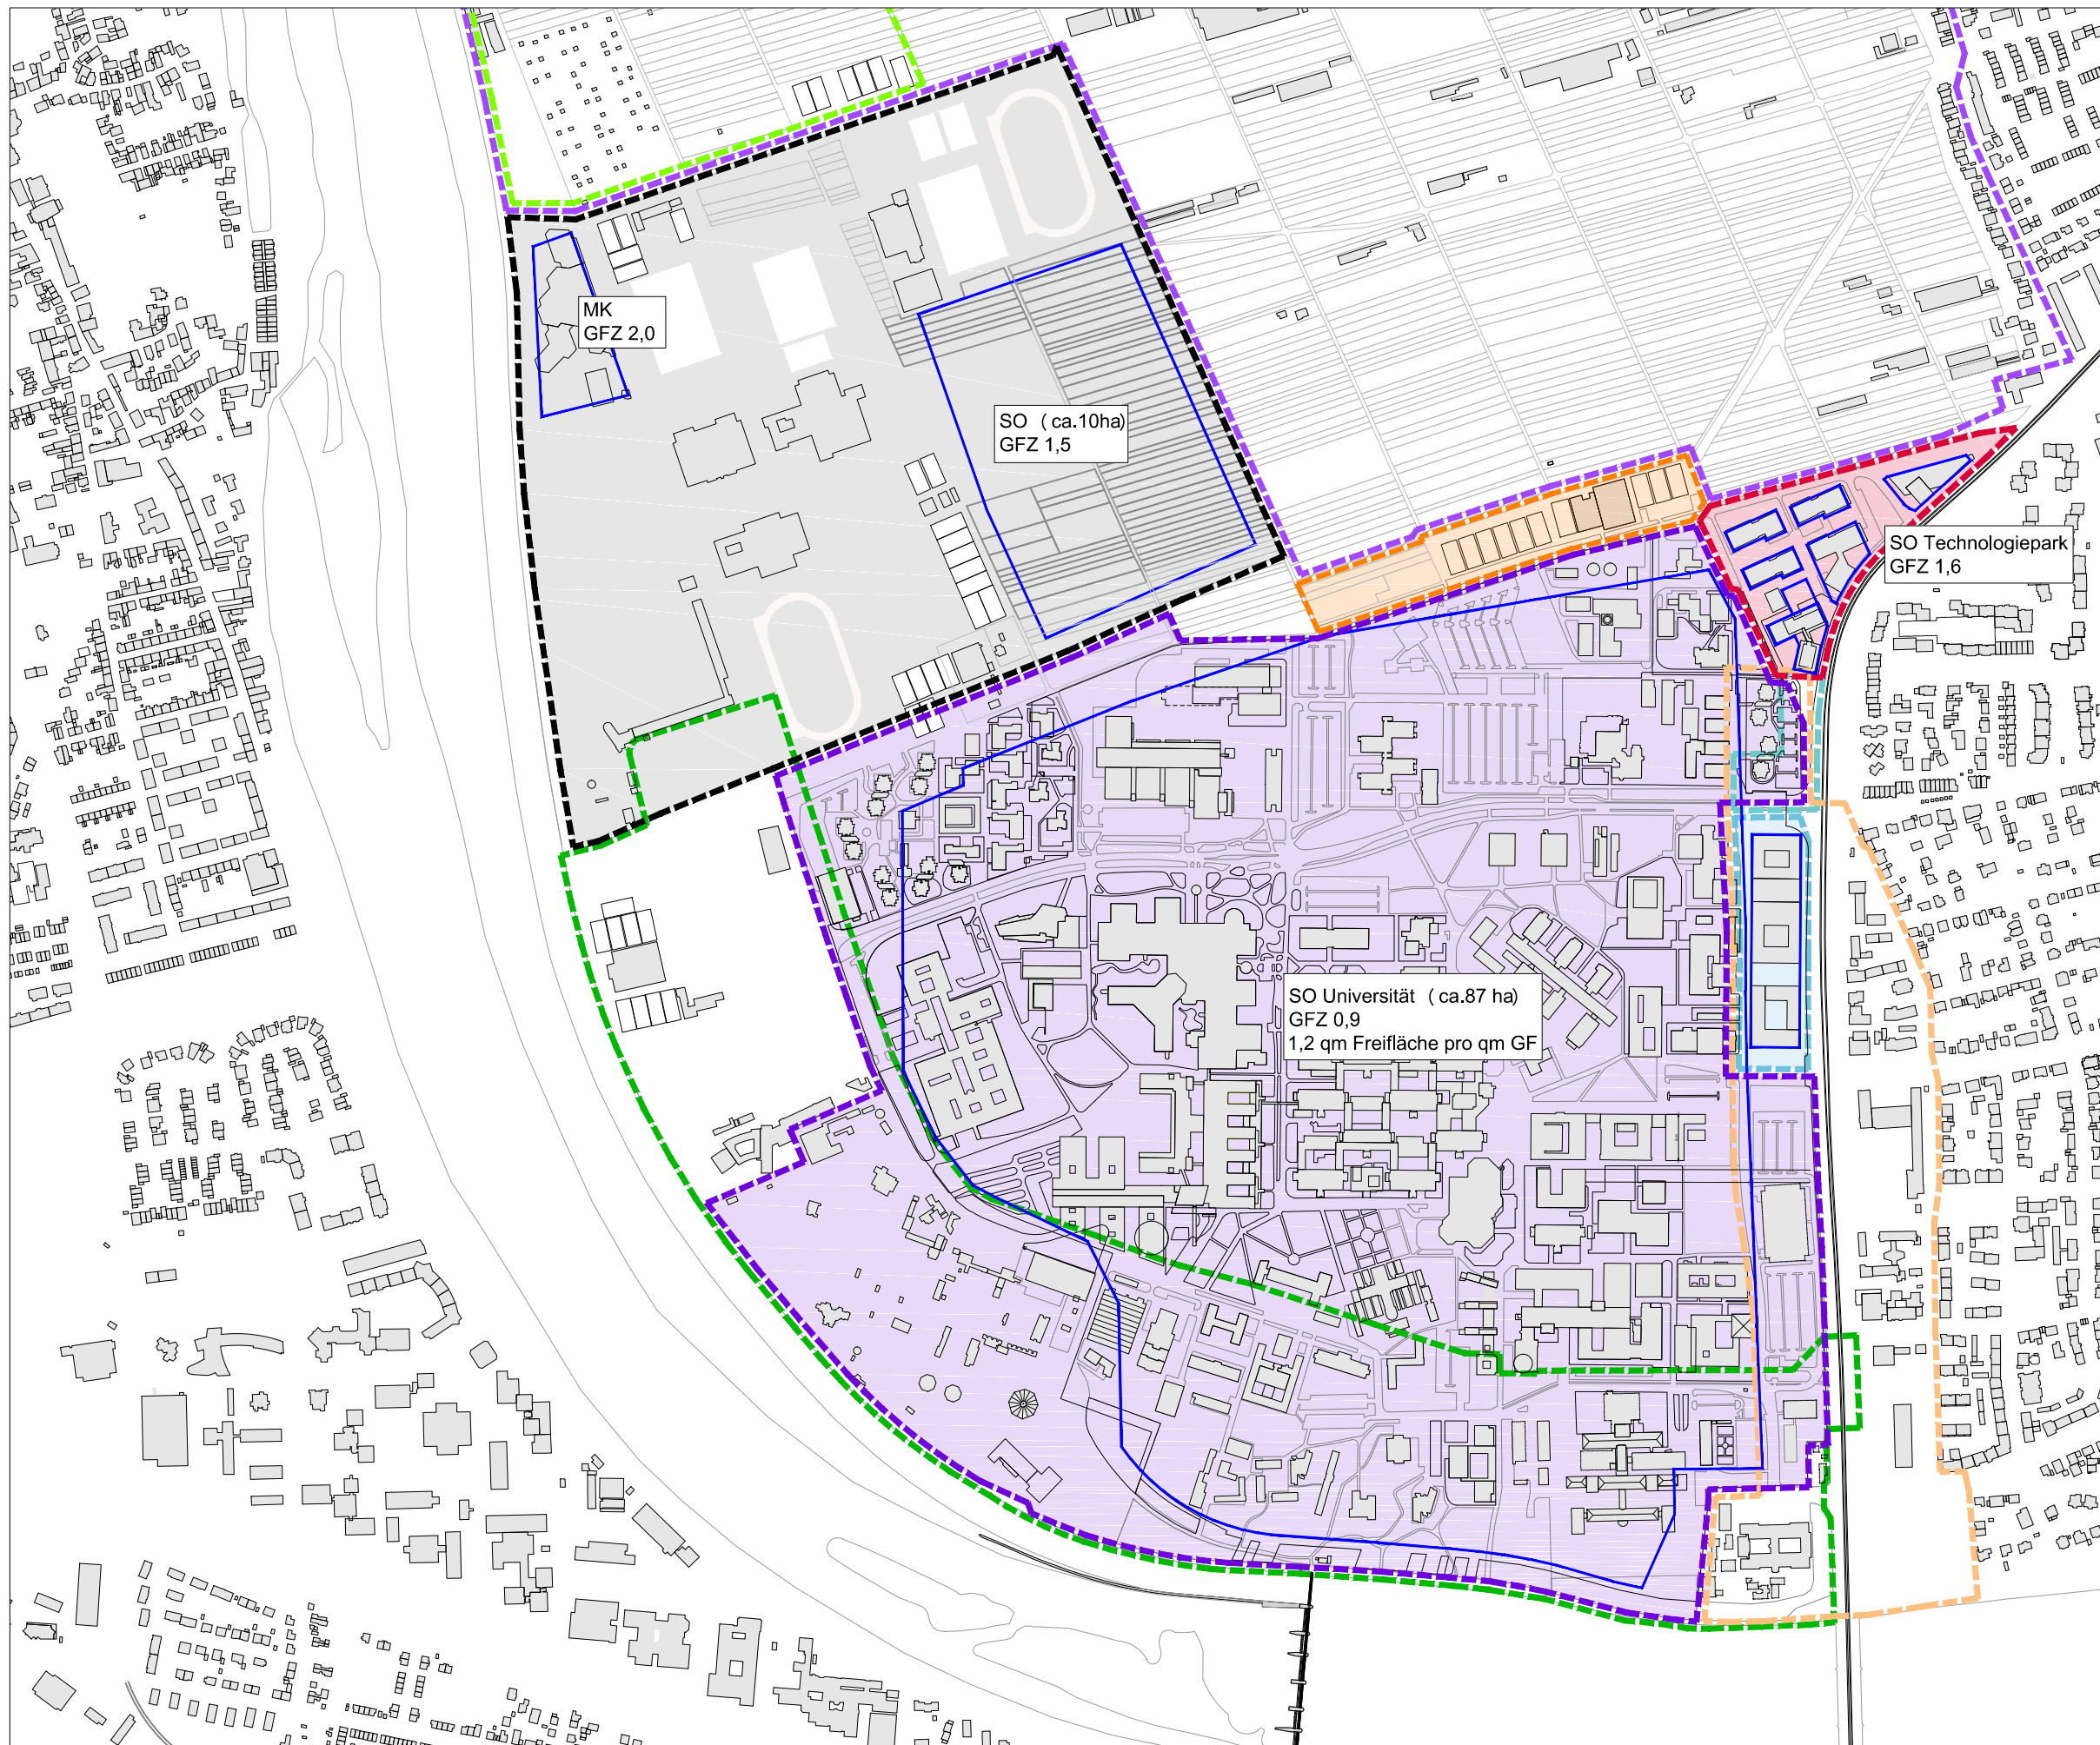 MK
GFZ 2,0
SO ( ca.10ha)
GFZ 1,5
SO Technologiepark
GFZ 1,6
SO Universität ( ca.87 ha)
GFZ 0,9
1,2 qm Freifläche pro qm GF